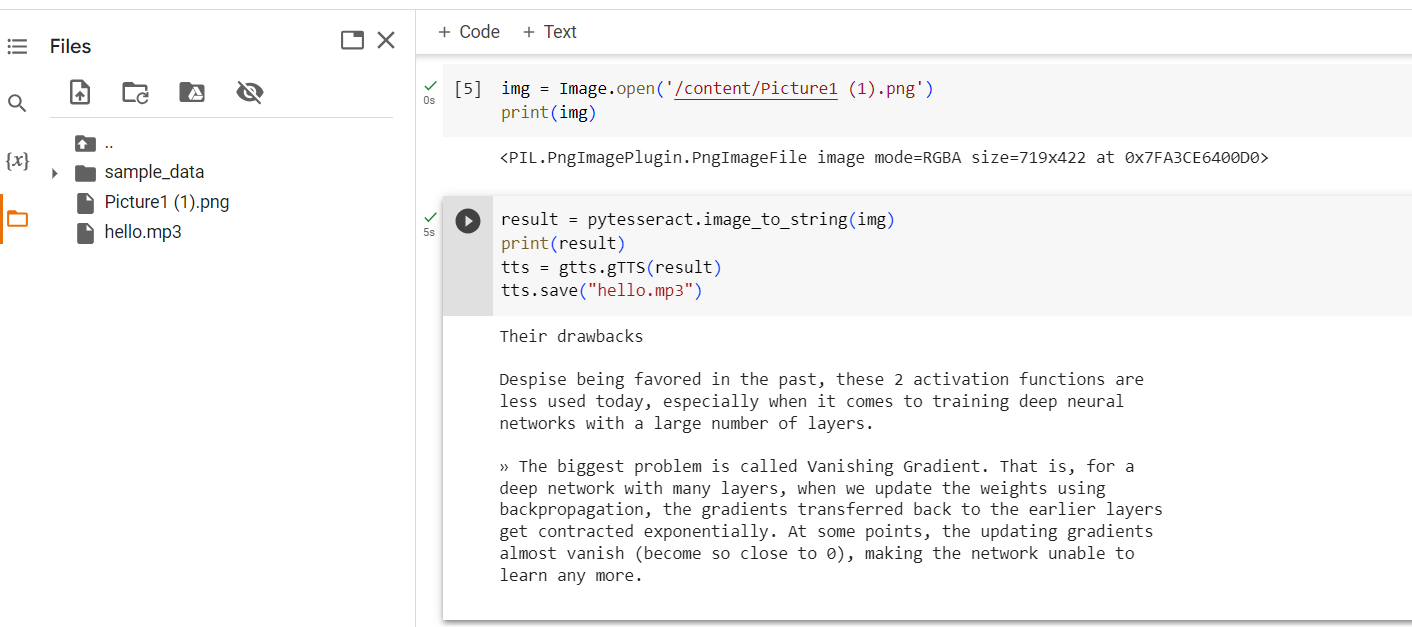 Files
+ Code + Text
{x}
..
sample_data
Picture1 (1).png
hello.mp3
0s
[5] img = Image.open('/content/Picture1 (1).png')
print(img)
<PIL.PngImagePlugin.PngImageFile image mode=RGBA size=719x422 at 0x7FA3CE6400D0>
5s
result = pytesseract.image_to_string(img)
print(result)
tts = gtts.gTTS(result)
tts.save("hello.mp3")
Their drawbacks
Despise being favored in the past, these 2 activation functions are
less used today, especially when it comes to training deep neural
networks with a large number of layers.
» The biggest problem is called Vanishing Gradient. That is, for a
deep network with many layers, when we update the weights using
backpropagation, the gradients transferred back to the earlier layers
get contracted exponentially. At some points, the updating gradients
almost vanish (become so close to 0), making the network unable to
learn any more.